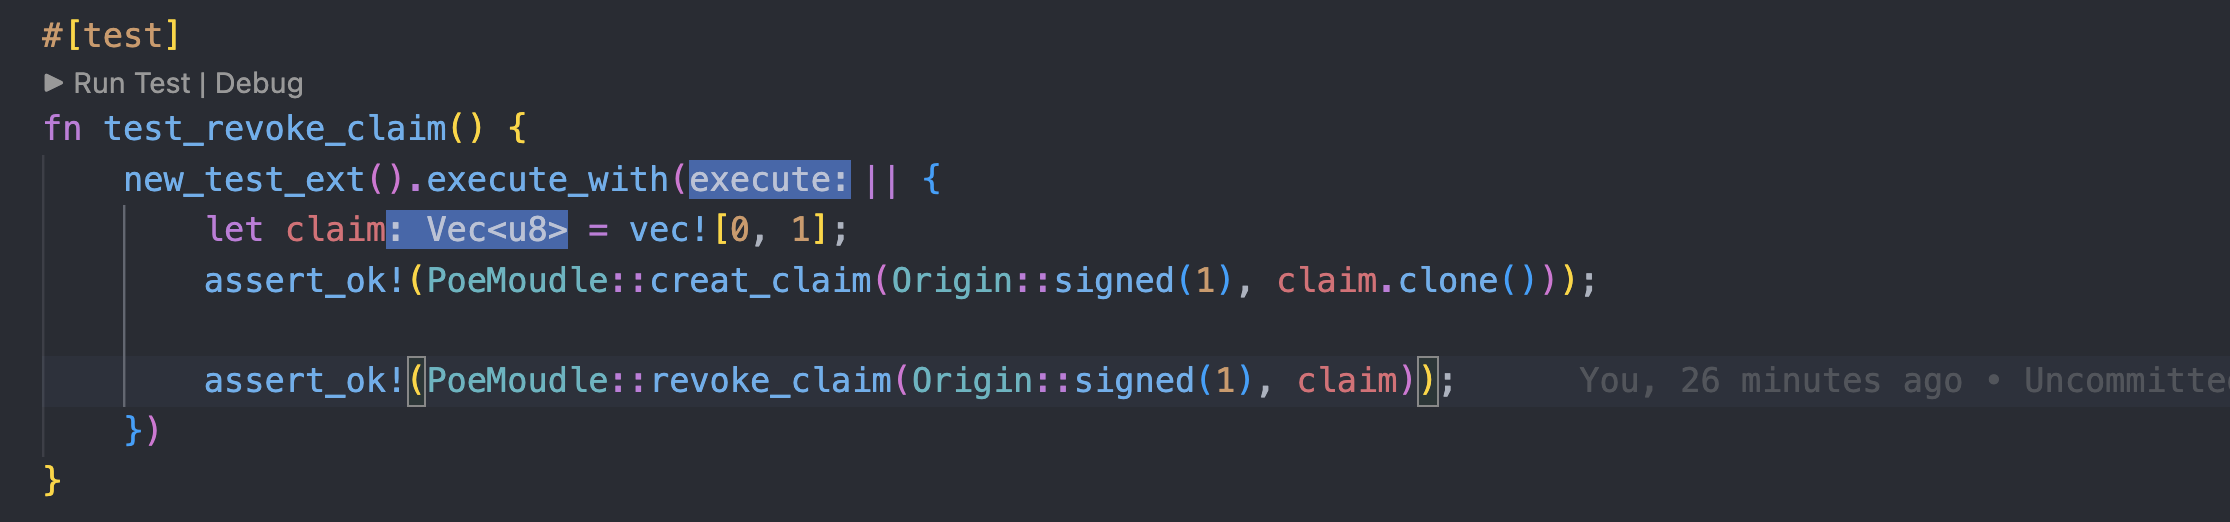 #[test]
▶ Run Test | Debug
fn test_revoke_claim() {
new_test_ext().execute_with(execute: || {
let claim: Vec<u8> = vec![0, 1];
assert_ok!(PoeMoudle::creat_claim(Origin::signed(1), claim.clone()));
assert_ok!(PoeMoudle::revoke_claim(Origin::signed(1), claim)); You, 26 minutes ago • Uncommitted
})
}